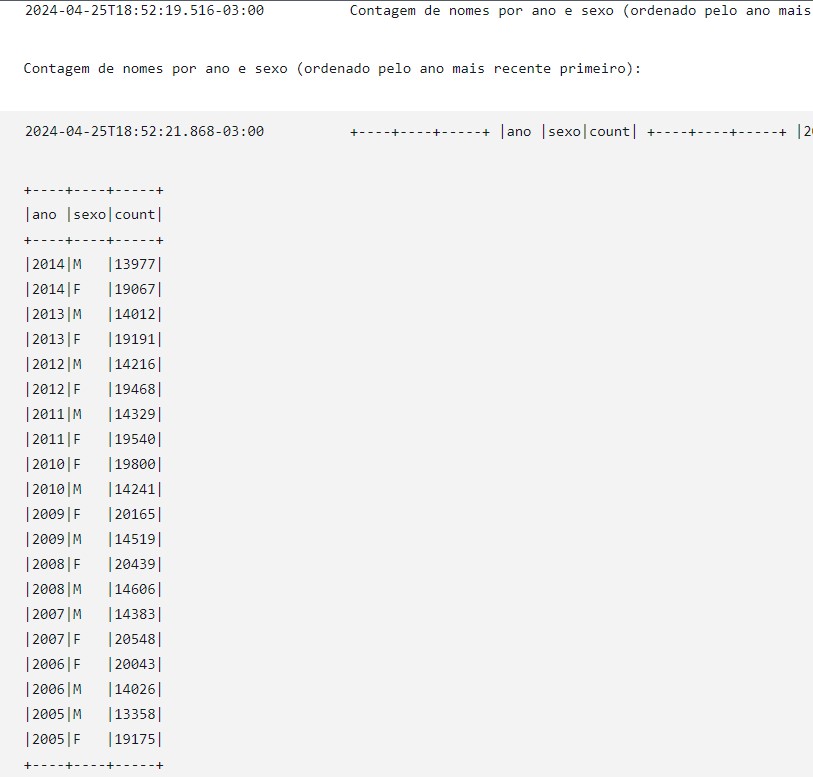 2024-04-25T18:52:19.516-03:00 Contagem de nomes por ano e sexo (ordenado pelo ano mais
Contagem de nomes por ano e sexo (ordenado pelo ano mais recente primeiro):
2024-04-25T18:52:21.868-03:00 +----+----+-----+ |ano |sexo|count| +----+----+-----+ |2
+----+----+-----+
|ano |sexo|count|
+----+----+-----+
|2014|M   |13977|
|2014|F   |19067|
|2013|M   |14012|
|2013|F   |19191|
|2012|M   |14216|
|2012|F   |19468|
|2011|M   |14329|
|2011|F   |19540|
|2010|F   |19800|
|2010|M   |14241|
|2009|F   |20165|
|2009|M   |14519|
|2008|F   |20439|
|2008|M   |14606|
|2007|M   |14383|
|2007|F   |20548|
|2006|F   |20043|
|2006|M   |14026|
|2005|M   |13358|
|2005|F   |19175|
+----+----+-----+